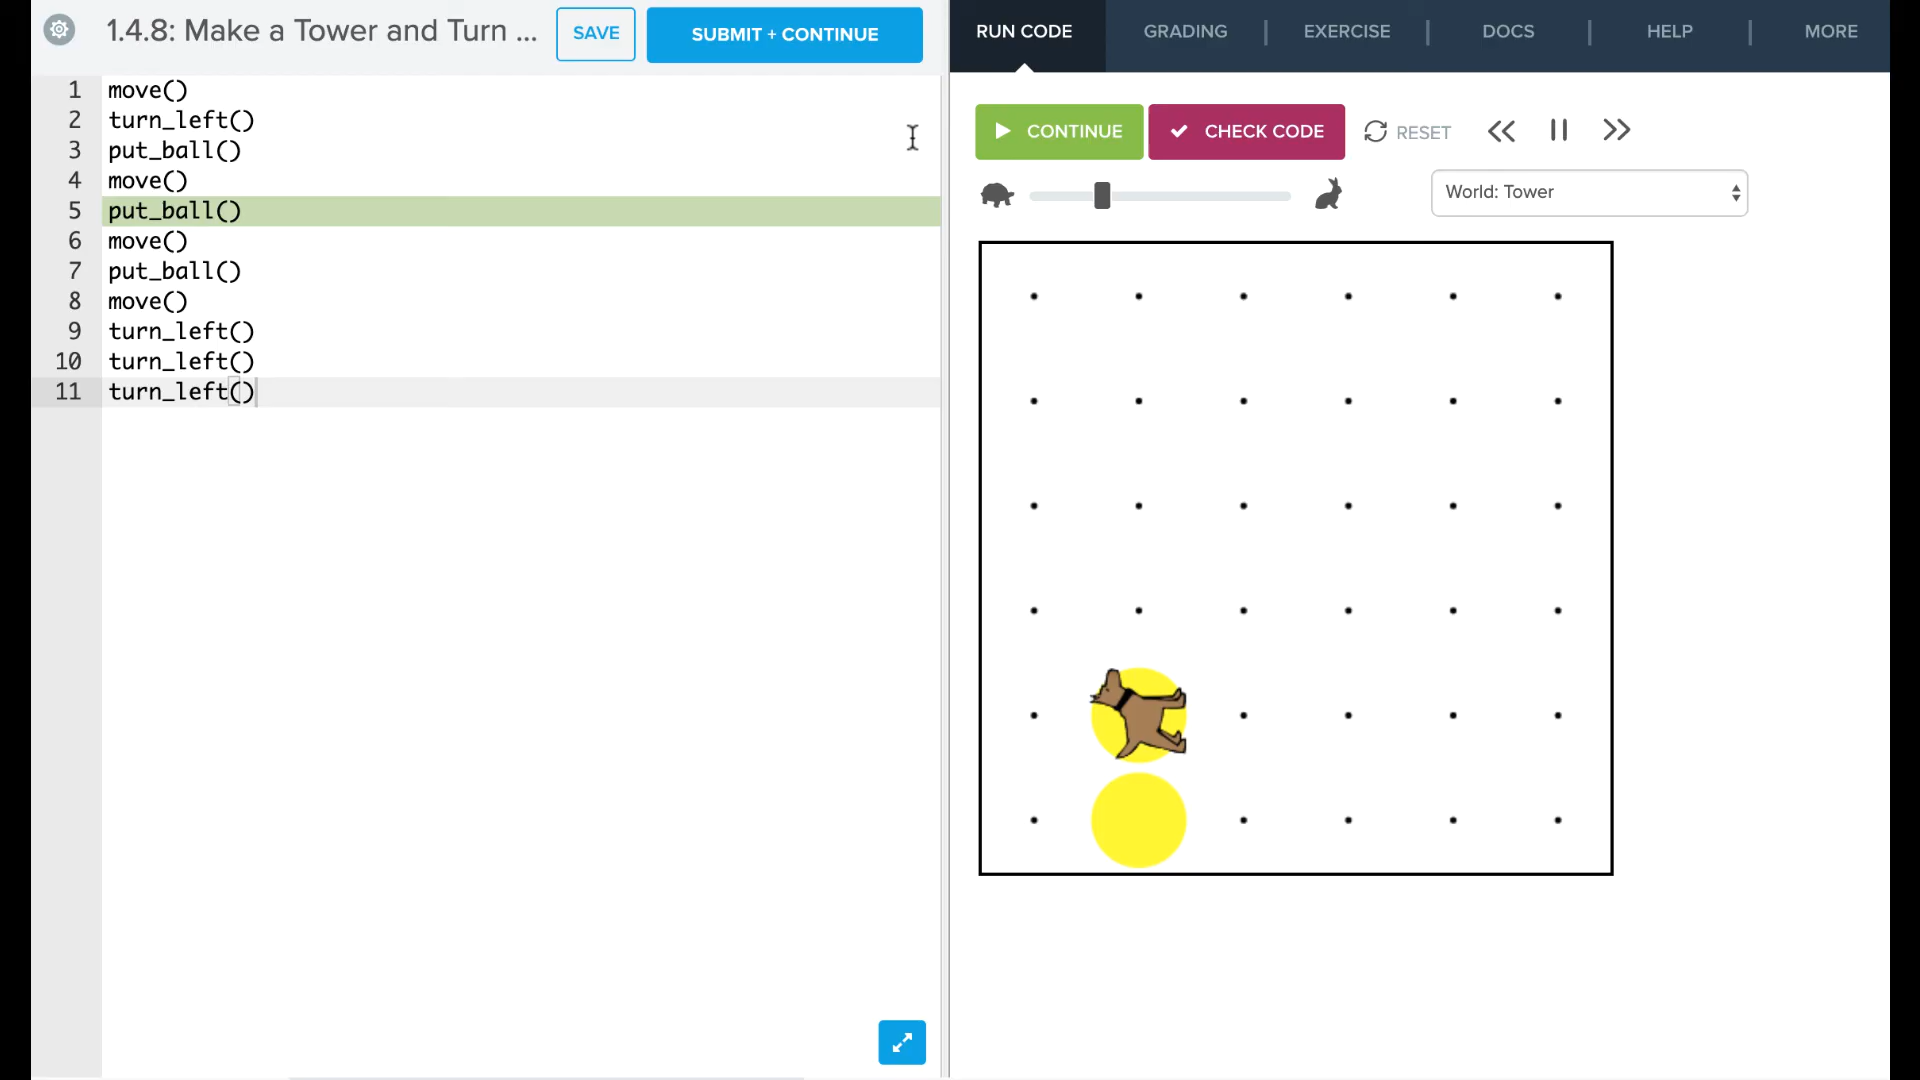 1.4.8: Make a Tower and Turn ...
SAVE
SUBMIT + CONTINUE
RUN CODE
GRADING
EXERCISE
DOCS
HELP
MORE
1 move()
2 turn_left()
3 put_ball()
4 move()
5 put_ball()
6 move()
7 put_ball()
8 move()
9 turn_left()
10 turn_left()
11 turn_left()
CONTINUE
CHECK CODE
RESET
World: Tower